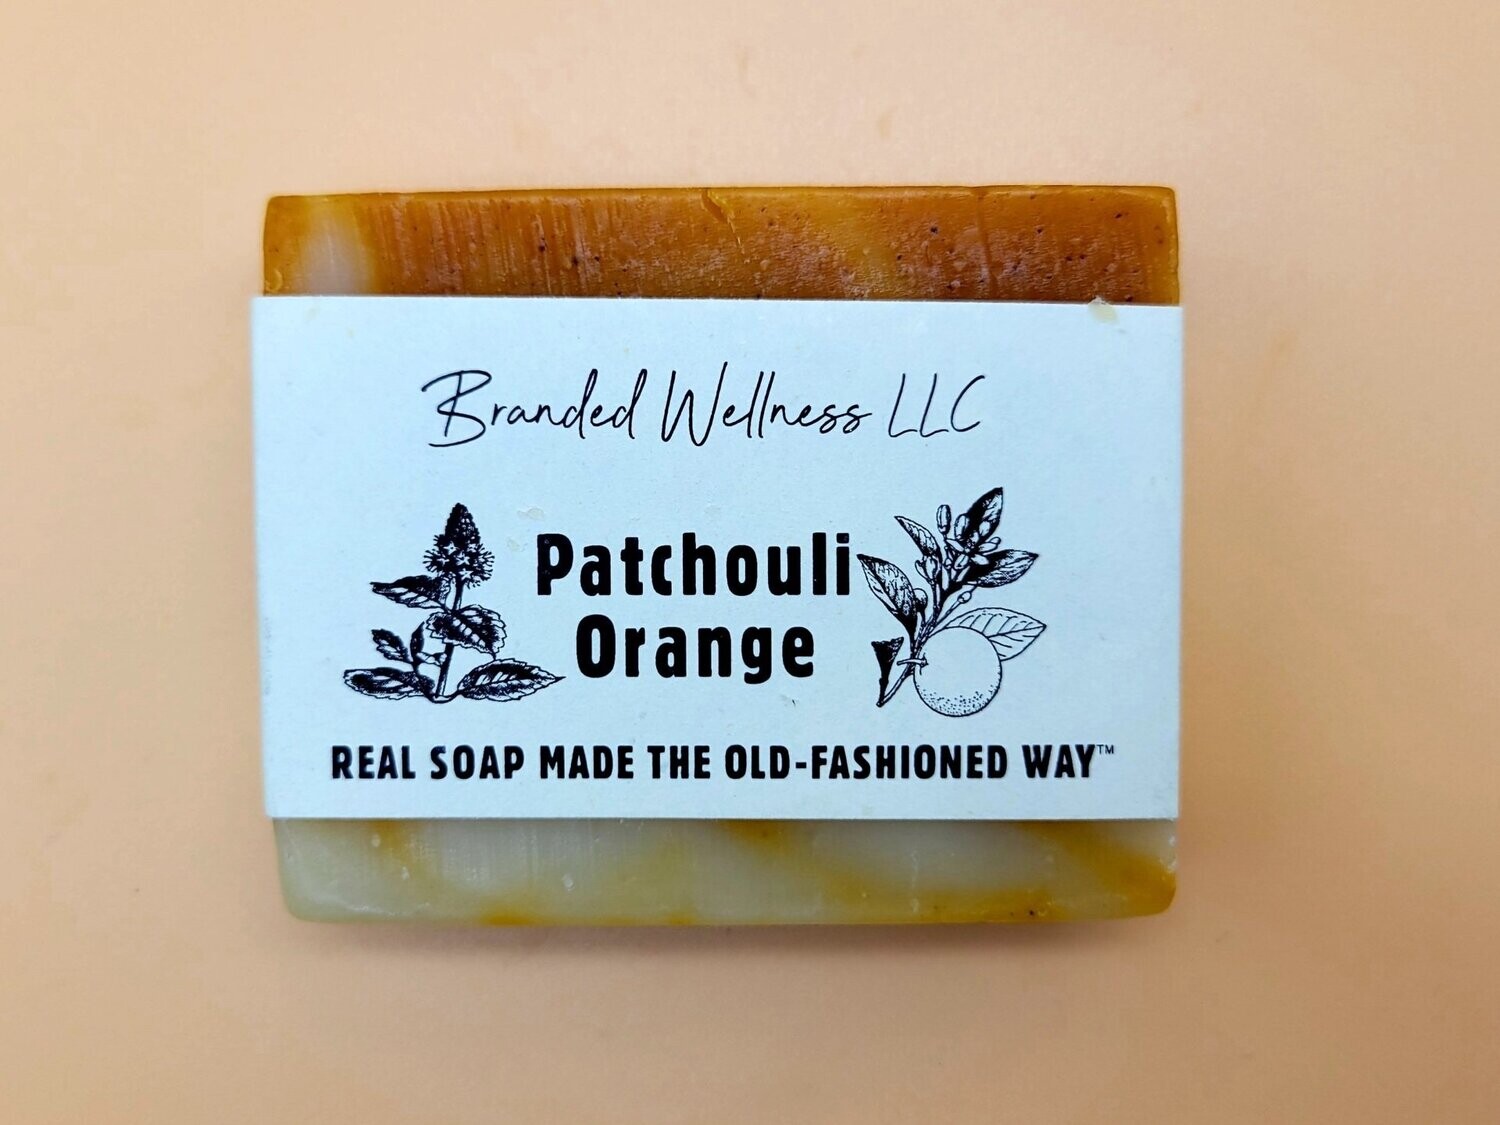 Branded Wellness LLC
Patchouli
Orange
REAL SOAP MADE THE OLD-FASHIONED WAY™